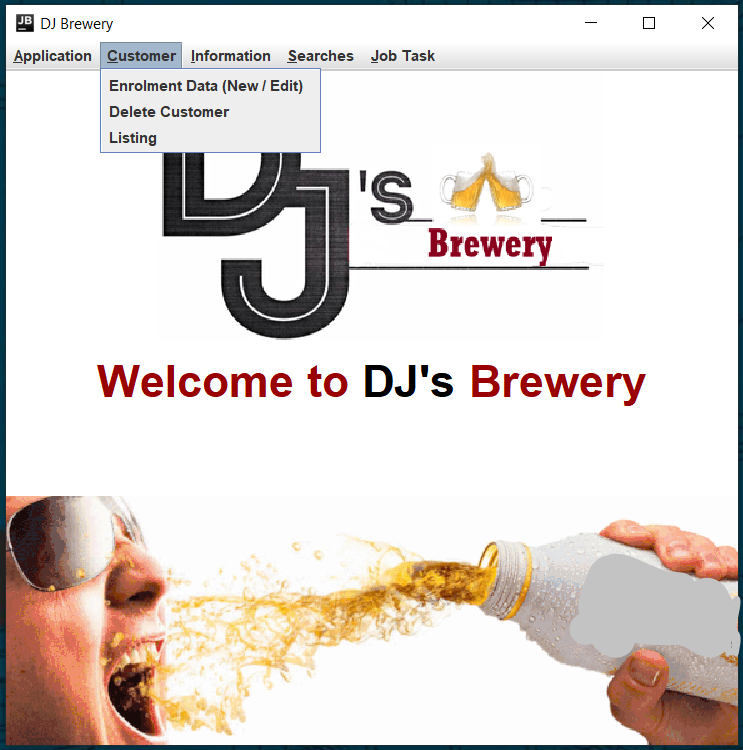 JB DJ Brewery
Application Customer Information Searches Job Task
Enrolment Data (New / Edit)
Delete Customer
Listing
DJ's
Brewery
Welcome to DJ's Brewery